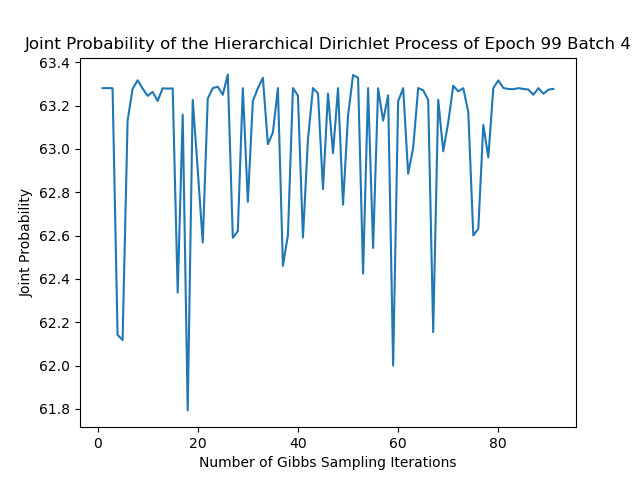 Joint Probability of the Hierarchical Dirichlet Process of Epoch 99 Batch 4
63.4
63.2
63.0
62.8
62.6
62.4
62.2
62.0
61.8
Joint Probability
0 20 40 60 80
Number of Gibbs Sampling Iterations